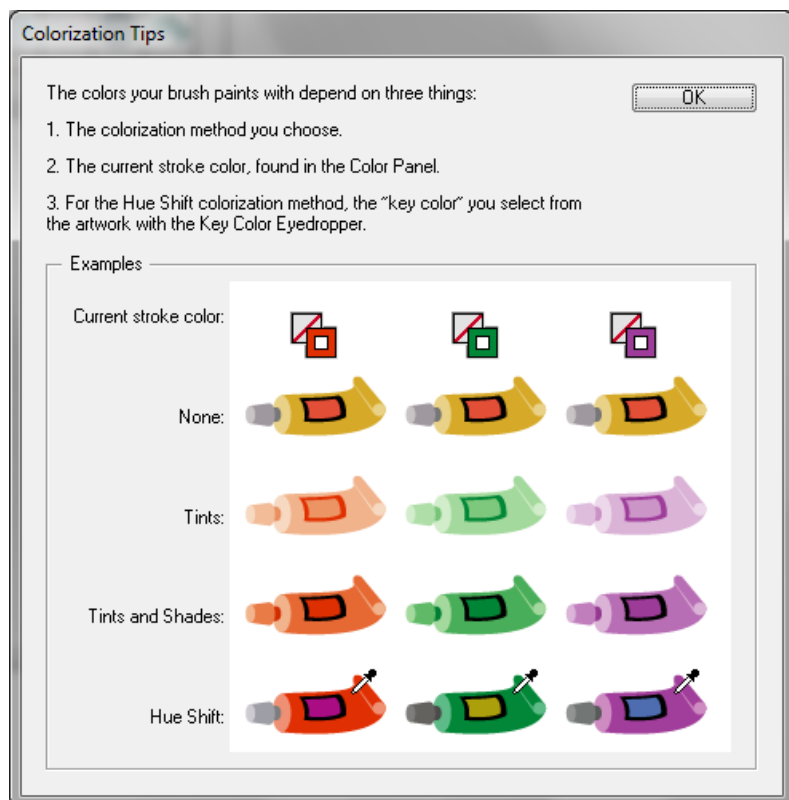 Colorization Tips
The colors your brush paints with depend on three things:
OK
1. The colorization method you choose.
2. The current stroke color, found in the Color Panel.
3. For the Hue Shift colorization method, the "key color" you select from
the artwork with the Key Color Eyedropper.
Examples
Current stroke color:
None:
Tints:
Tints and Shades:
Hue Shift: